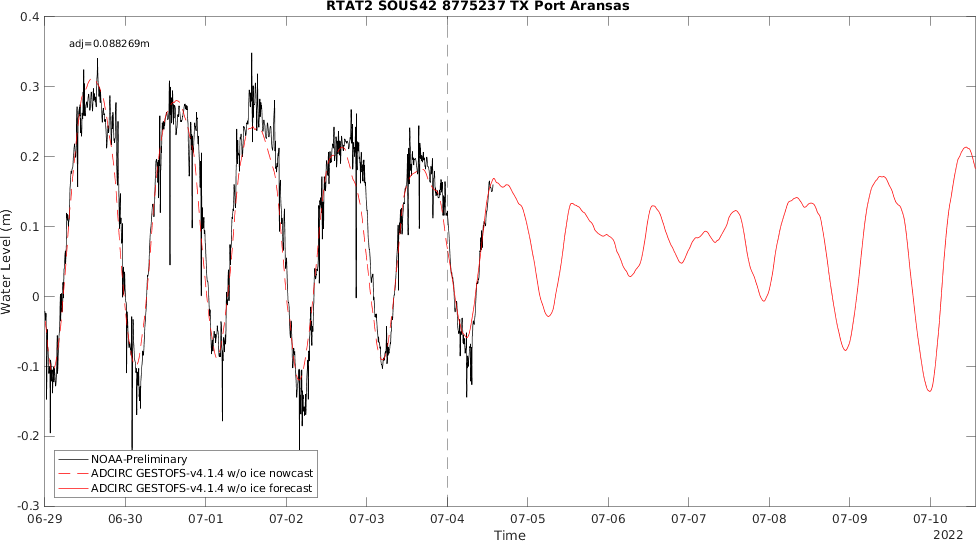 RTAT2 SOUS42 8775237 TX Port Aransas
adj=0.088269m
0.4
0.3
0.2
0.1
0
-0.1
-0.2
-0.3
Water Level (m)
NOAA-Preliminary
ADCIRC GESTOFS-v4.1.4 w/o ice nowcast
ADCIRC GESTOFS-v4.1.4 w/o ice forecast
06-29 06-30 07-01 07-02 07-03 07-04 07-05 07-06 07-07 07-08 07-09 07-10
Time
2022